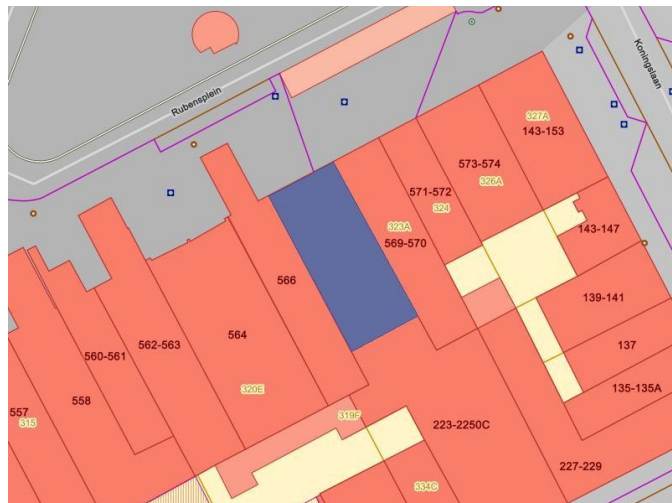 Rubensplein
Koningslaan
327A
143-153
573-574
326A
571-572
324
323A
569-570
143-147
566
139-141
564
562-563
560-561
137
558
135-135A
320E
557
315
319F
223-2250C
227-229
334C